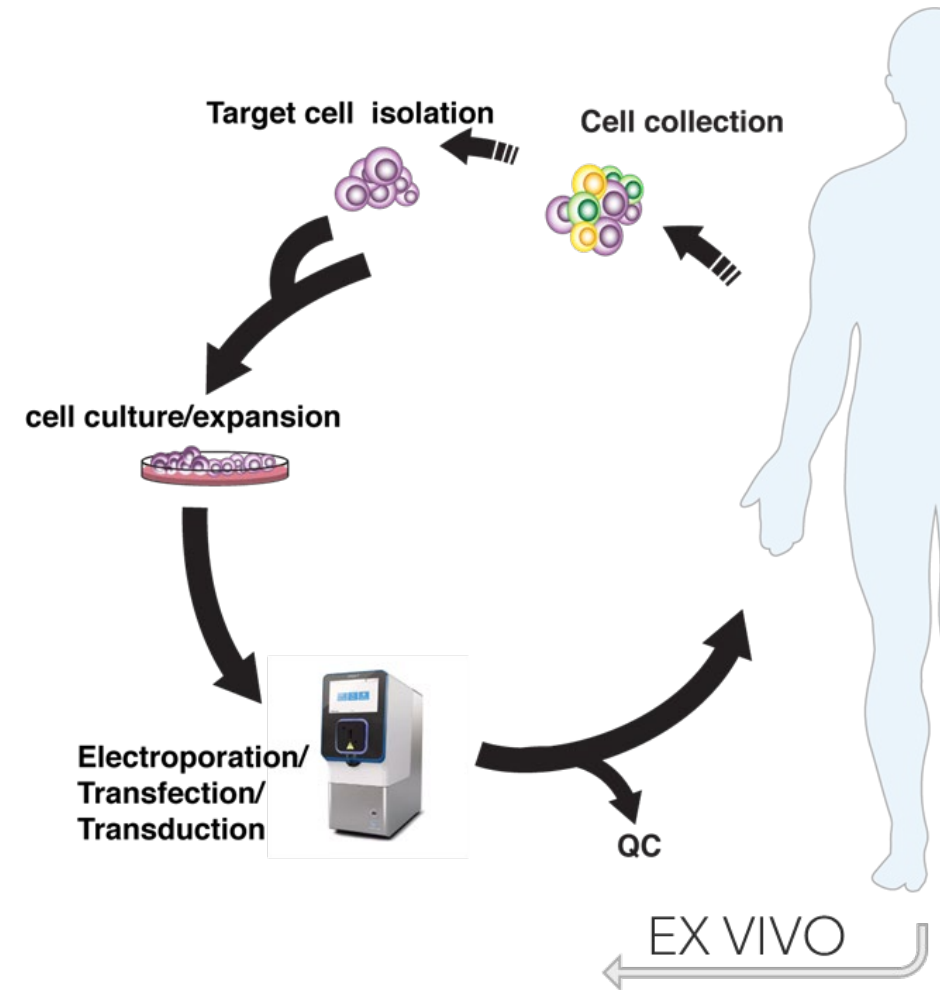 Target cell isolation
Cell collection
cell culture/expansion
Electroporation/
Transfection/
Transduction
QC
EX VIVO